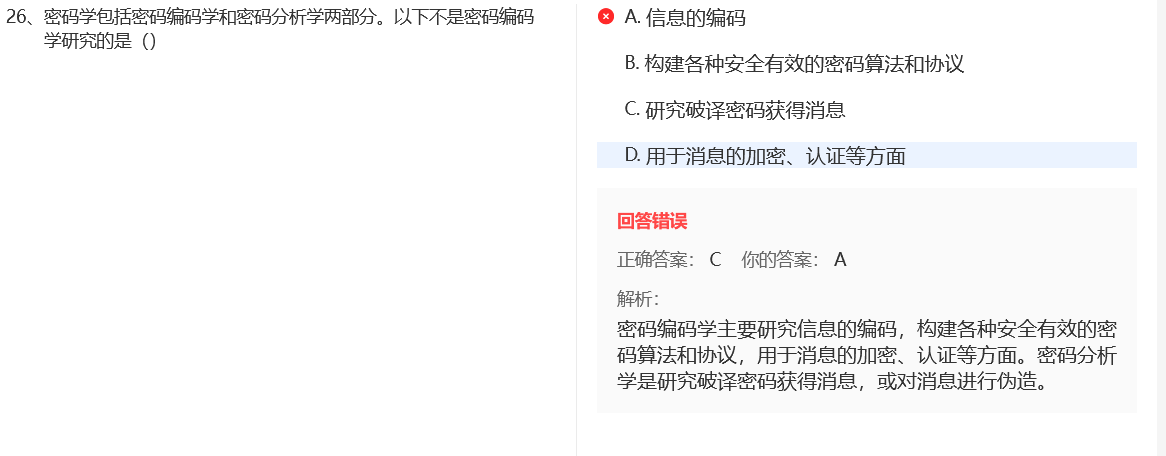 26、密码学包括密码编码学和密码分析学两部分。以下不是密码编码
学研究的是（）
A. 信息的编码
B. 构建各种安全有效的密码算法和协议
C. 研究破译密码获得消息
D. 用于消息的加密、认证等方面
回答错误
正确答案： C 你的答案： A
解析：
密码编码学主要研究信息的编码，构建各种安全有效的密
码算法和协议，用于消息的加密、认证等方面。密码分析
学是研究破译密码获得消息，或对消息进行伪造。